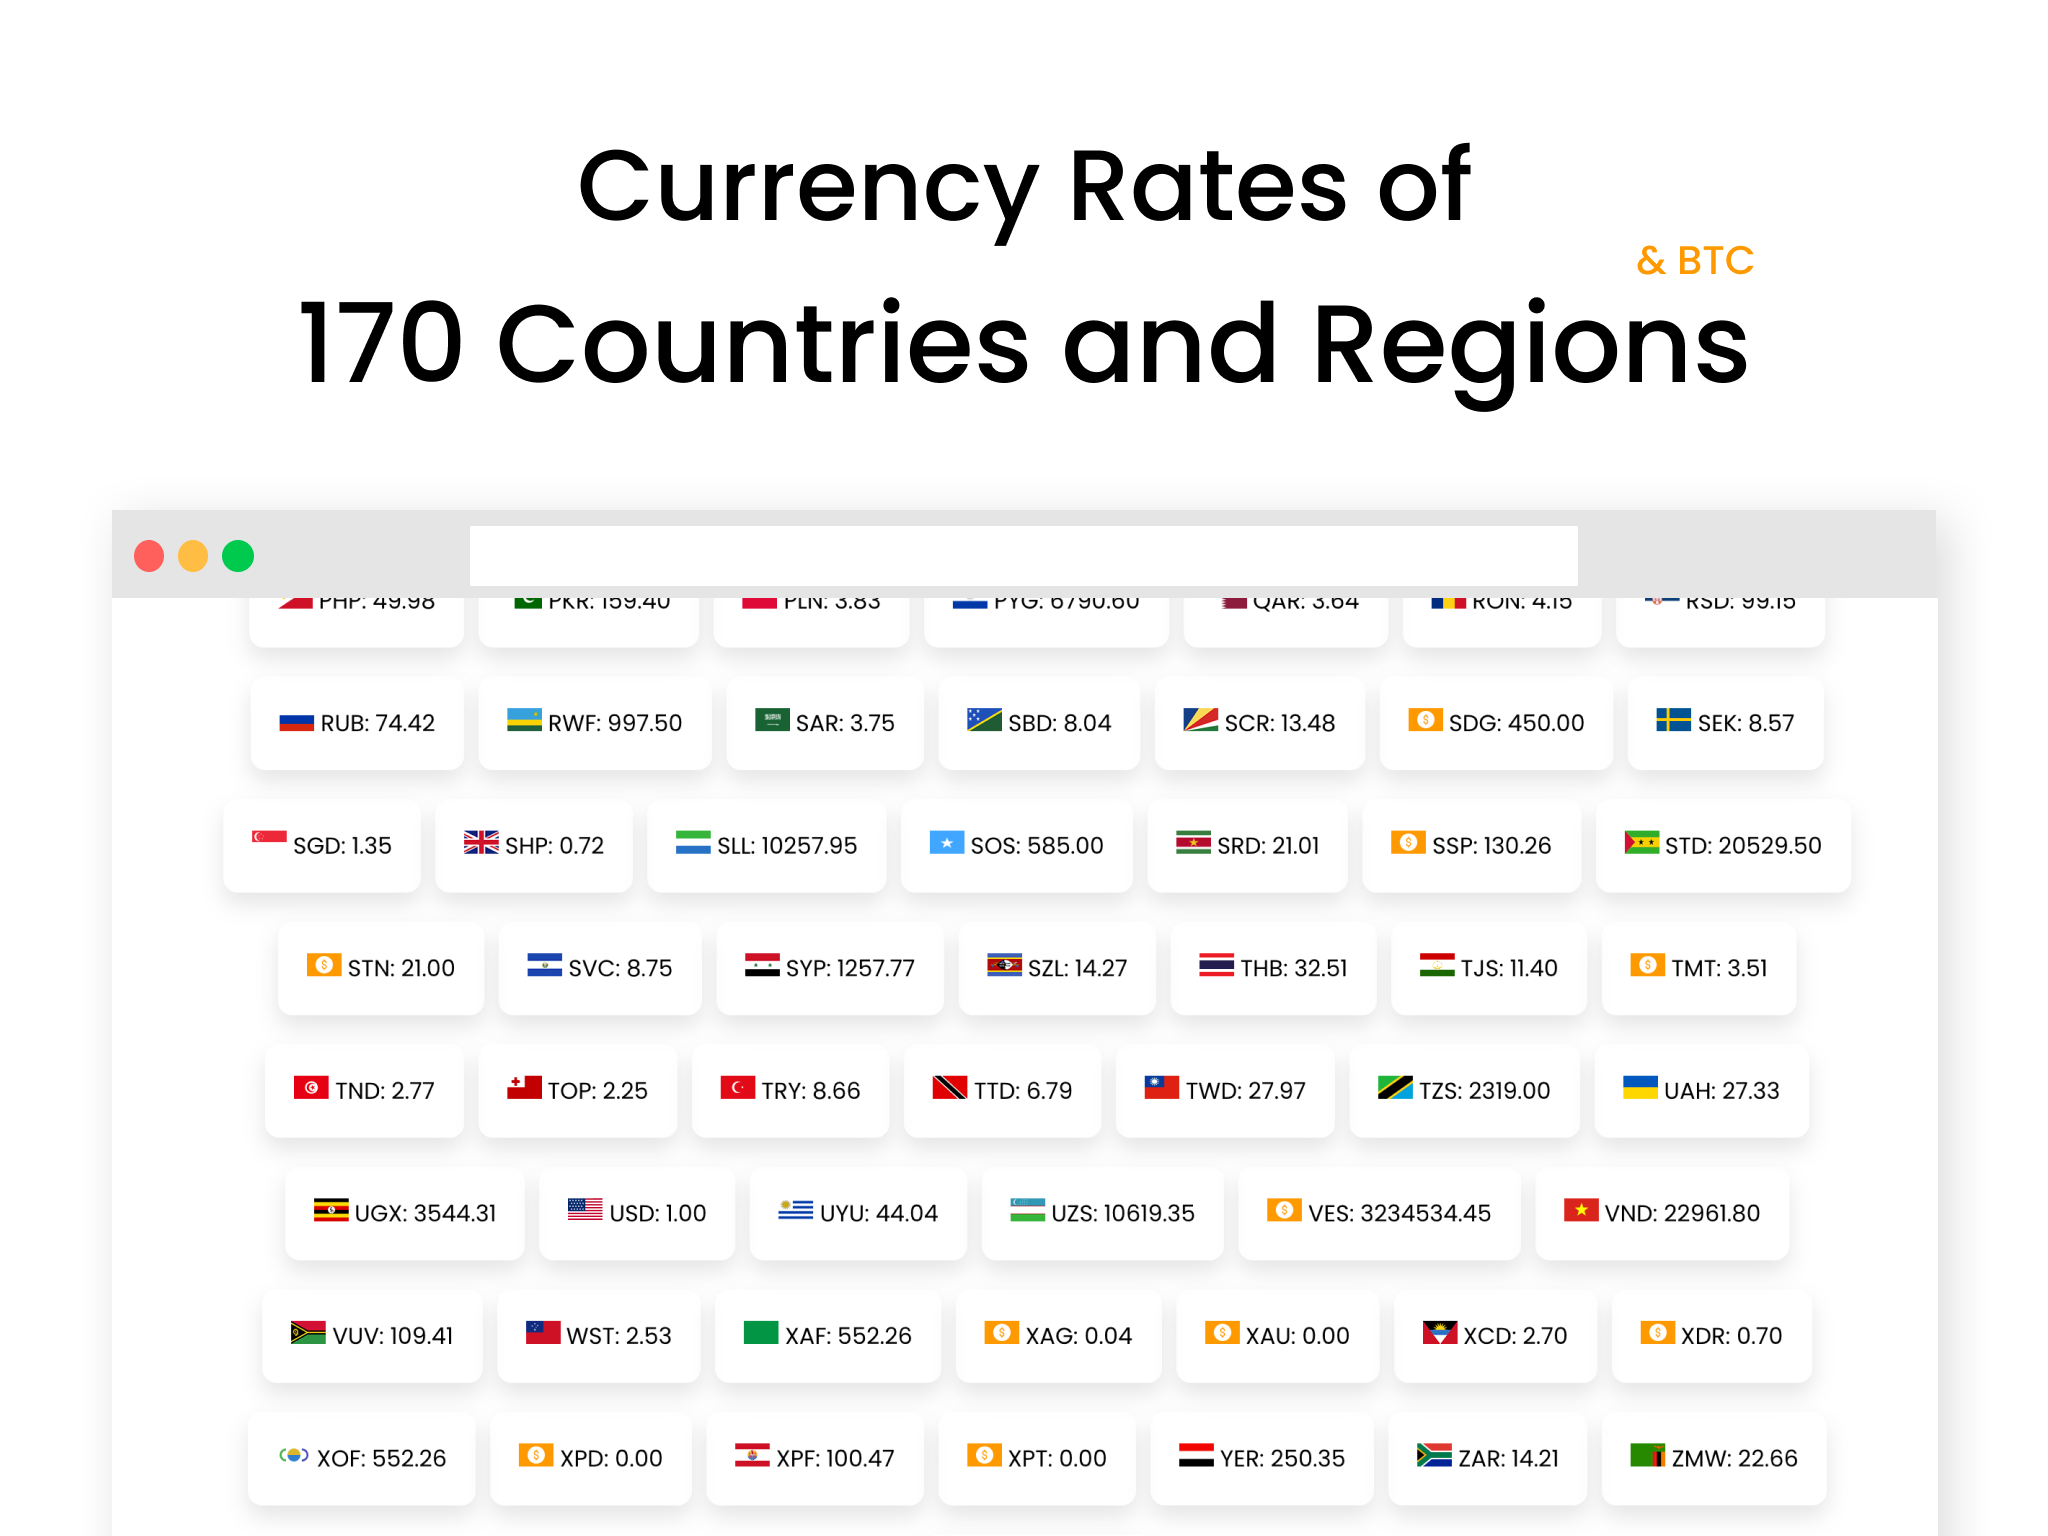 Currency Rates of
& BTC
170 Countries and Regions
PHP: 49.98 PKR: 159.40 PLN: 3.83 PYG: 6790.60 QAR: 3.64 RON: 4.15 RSD: 99.15
RUB: 74.42 RWF: 997.50 SAR: 3.75 SBD: 8.04 SCR: 13.48 SDG: 450.00 SEK: 8.57
SGD: 1.35 SHP: 0.72 SLL: 10257.95 SOS: 585.00 SRD: 21.01 SSP: 130.26 STD: 20529.50
STN: 21.00 SVC: 8.75 SYP: 1257.77 SZL: 14.27 THB: 32.51 TJS: 11.40 TMT: 3.51
TND: 2.77 TOP: 2.25 TRY: 8.66 TTD: 6.79 TWD: 27.97 TZS: 2319.00 UAH: 27.33
UGX: 3544.31 USD: 1.00 UYU: 44.04 UZS: 10619.35 VES: 3234534.45 VND: 22961.80
VUV: 109.41 WST: 2.53 XAF: 552.26 XAG: 0.04 XAU: 0.00 XCD: 2.70 XDR: 0.70
XOF: 552.26 XPD: 0.00 XPF: 100.47 XPT: 0.00 YER: 250.35 ZAR: 14.21 ZMW: 22.66